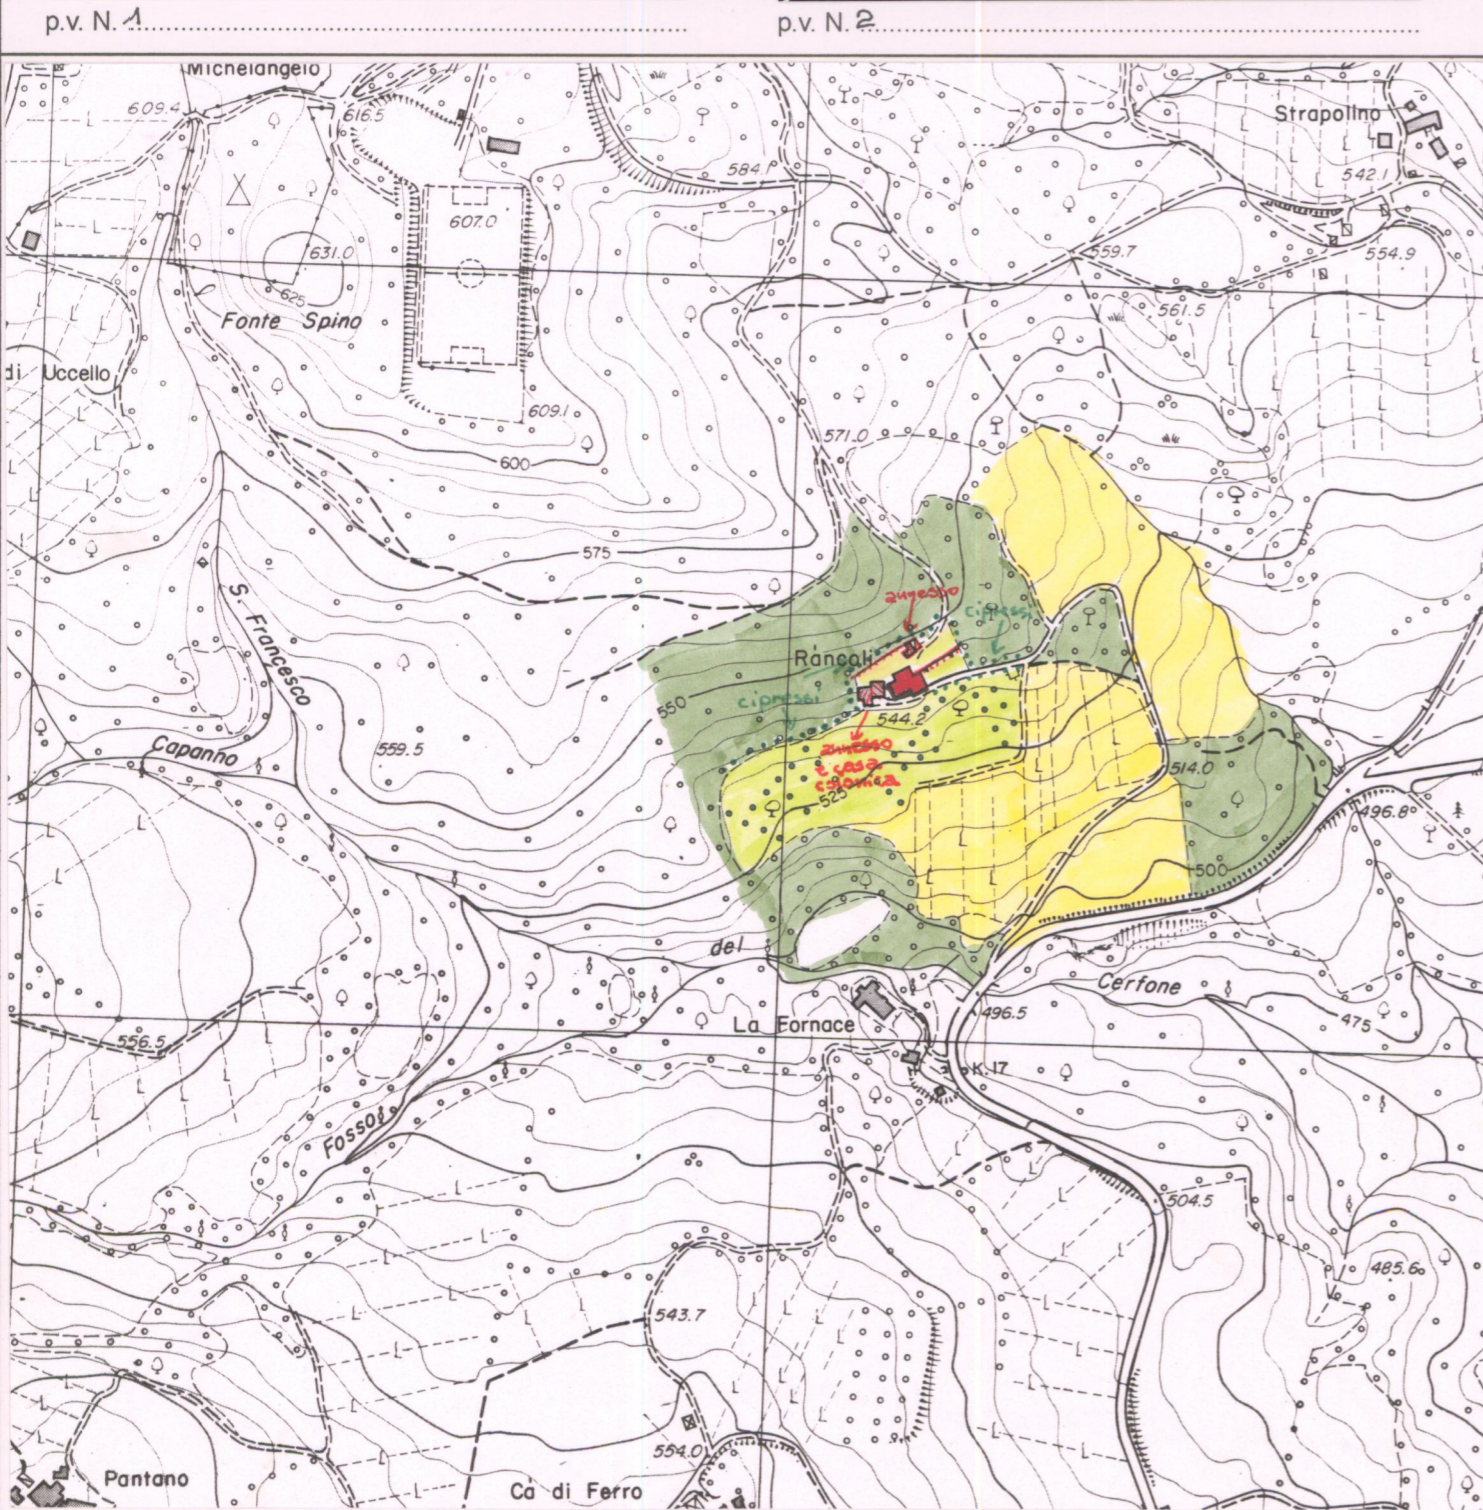 p.v. N. 1
p.v. N. 2
Michelangelo
609.4
616.5
584.1
Strapolino
542.1
607.0
631.0
625
559.7
554.9
Fonte Spino
561.5
di Uccello
609.1
571.0
600
575
S. Francesco
annesso
cipressi
Rancoli
550
cipressi
544.2
559.5
Capanno
annesso
e casa
colonica
525
514.0
496.8
500
del
Cerfone
La Fornace
496.5
475
556.5
K.17
Fosso
504.5
485.6
543.7
554.0
Pantano
Cà di Ferro